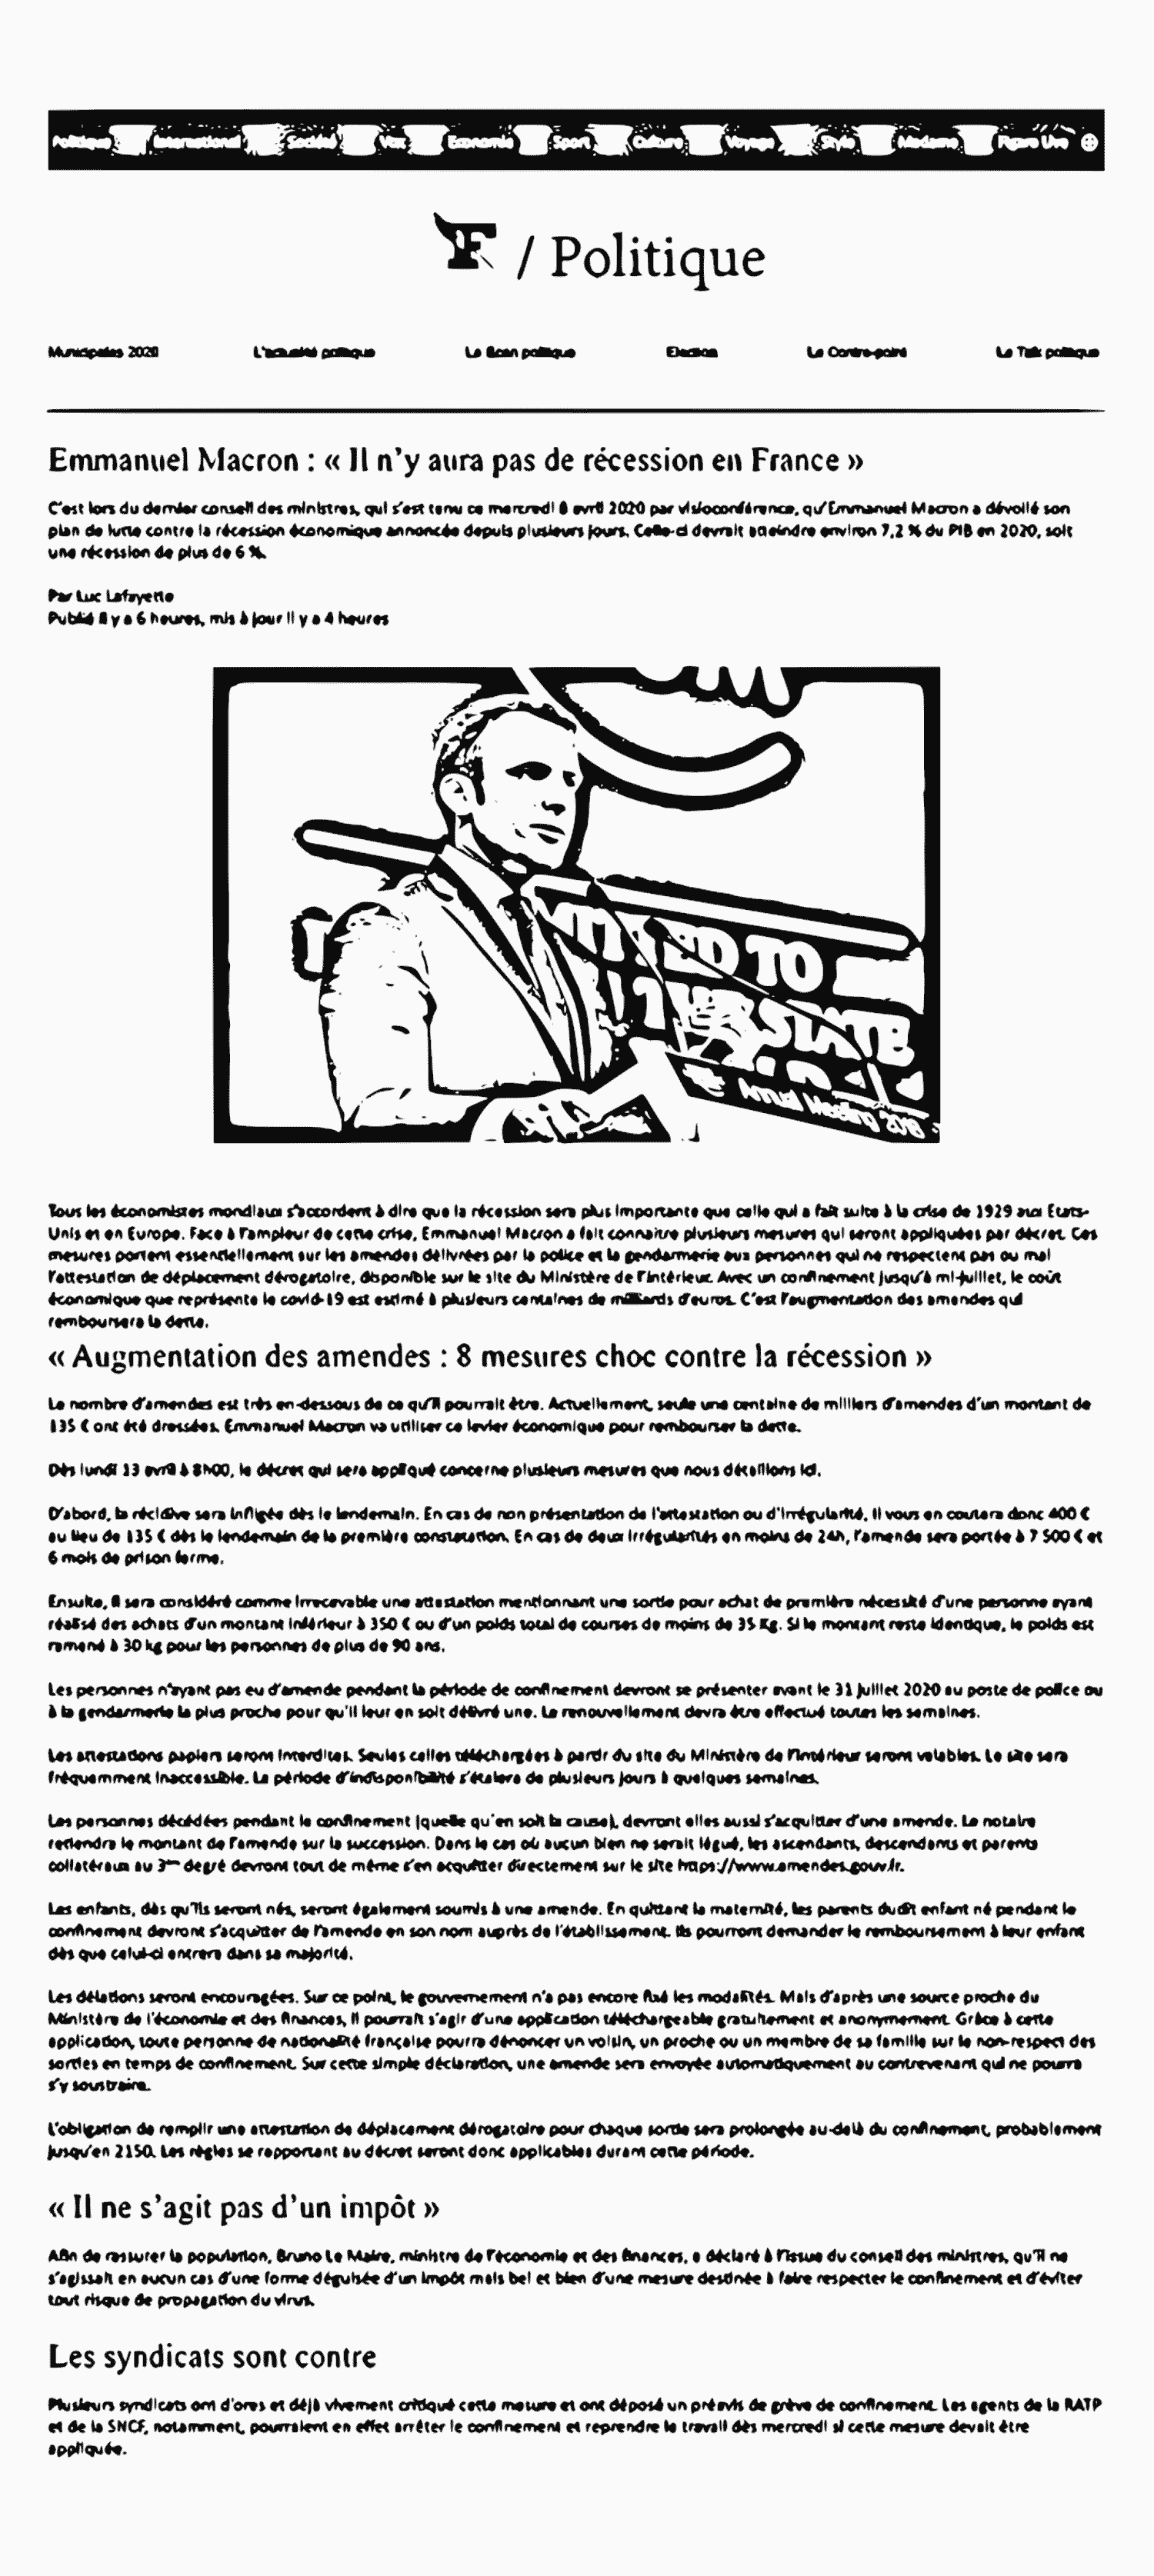 Politique International Société Vox Economie Sport Culture Voyage Style Madame Figaro Live
F / Politique
Municipales 2020 L'actualité politique Le Scan politique Election Le Contre-point Le Talk politique
Emmanuel Macron : « Il n'y aura pas de récession en France »
C'est lors du dernier conseil des ministres, qui s'est tenu ce mercredi 8 avril 2020 par visioconférence, qu'Emmanuel Macron a dévoilé son
plan de lutte contre la récession économique annoncée depuis plusieurs jours. Celle-ci devrait atteindre environ 7,2 % du PIB en 2020, soit
une récession de plus de 6 %.
Par Luc Lafayette
Publié il y a 6 heures, mis à jour il y a 4 heures
ED TO
STATE
Annual Meeting 2018
Tous les économistes mondiaux s'accordent à dire que la récession sera plus importante que celle qui a fait suite à la crise de 1929 aux Etats-
Unis et en Europe. Face à l'ampleur de cette crise, Emmanuel Macron a fait connaitre plusieurs mesures qui seront appliquées par décret. Ces
mesures portent essentiellement sur les amendes délivrées par la police et la gendarmerie aux personnes qui ne respectent pas ou mal
l'attestation de déplacement dérogatoire, disponible sur le site du Ministère de l'Intérieur. Avec un confinement jusqu'à mi-juillet, le coût
économique que représente le covid-19 est estimé à plusieurs centaines de milliards d'euros. C'est l'augmentation des amendes qui
remboursera la dette.
« Augmentation des amendes : 8 mesures choc contre la récession »
Le nombre d'amendes est très en-dessous de ce qu'il pourrait être. Actuellement, seule une centaine de milliers d'amendes d'un montant de
135 € ont été dressées. Emmanuel Macron va utiliser ce levier économique pour rembourser la dette.
Dès lundi 13 avril à 8h00, le décret qui sera appliqué concerne plusieurs mesures que nous détaillons ici.
D'abord, la récidive sera infligée dès le lendemain. En cas de non présentation de l'attestation ou d'irrégularité, il vous en coutera donc 400 €
au lieu de 135 € dès le lendemain de la première constatation. En cas de deux irrégularités en moins de 24h, l'amende sera portée à 7 500 € et
6 mois de prison ferme.
Ensuite, il sera considéré comme irrecevable une attestation mentionnant une sortie pour achat de première nécessité d'une personne ayant
réalisé des achats d'un montant inférieur à 350 € ou d'un poids total de courses de moins de 35 Kg. Si le montant reste identique, le poids est
ramené à 30 kg pour les personnes de plus de 90 ans.
Les personnes n'ayant pas eu d'amende pendant la période de confinement devront se présenter avant le 31 juillet 2020 au poste de police ou
à la gendarmerie la plus proche pour qu'il leur en soit délivré une. Le renouvellement devra être effectué toutes les semaines.
Les attestations papiers seront interdites. Seules celles téléchargées à partir du site du Ministère de l'Intérieur seront valables. Le site sera
fréquemment inaccessible. La période d'indisponibilité s'étalera de plusieurs jours à quelques semaines.
Les personnes décédées pendant le confinement (quelle qu'en soit la cause), devront elles aussi s'acquitter d'une amende. Le notaire
retiendra le montant de l'amende sur la succession. Dans le cas où aucun bien ne serait légué, les ascendants, descendants et parents
collatéraux au 3ème degré devront tout de même s'en acquitter directement sur le site https://www.amendes.gouv.fr.
Les enfants, dès qu'ils seront nés, seront également soumis à une amende. En quittant la maternité, les parents dudit enfant né pendant le
confinement devront s'acquitter de l'amende en son nom auprès de l'établissement. Ils pourront demander le remboursement à leur enfant
dès que celui-ci entrera dans sa majorité.
Les délations seront encouragées. Sur ce point, le gouvernement n'a pas encore fixé les modalités. Mais d'après une source proche du
Ministère de l'économie et des finances, il pourrait s'agir d'une application téléchargeable gratuitement et anonymement. Grâce à cette
application, toute personne de nationalité française pourra dénoncer un voisin, un proche ou un membre de sa famille sur le non-respect des
sorties en temps de confinement. Sur cette simple déclaration, une amende sera envoyée automatiquement au contrevenant qui ne pourra
s'y soustraire.
L'obligation de remplir une attestation de déplacement dérogatoire pour chaque sortie sera prolongée au-delà du confinement, probablement
jusqu'en 2150. Les règles se rapportant au décret seront donc applicables durant cette période.
« Il ne s'agit pas d'un impôt »
Afin de rassurer la population, Bruno Le Maire, ministre de l'économie et des finances, a déclaré à l'issue du conseil des ministres, qu'il ne
s'agissait en aucun cas d'une forme déguisée d'un impôt mais bel et bien d'une mesure destinée à faire respecter le confinement et d'éviter
tout risque de propagation du virus.
Les syndicats sont contre
Plusieurs syndicats ont d'ores et déjà vivement critiqué cette mesure et ont déposé un préavis de grève de confinement. Les agents de la RATP
et de la SNCF, notamment, pourraient en effet arrêter le confinement et reprendre le travail dès mercredi si cette mesure devait être
appliquée.